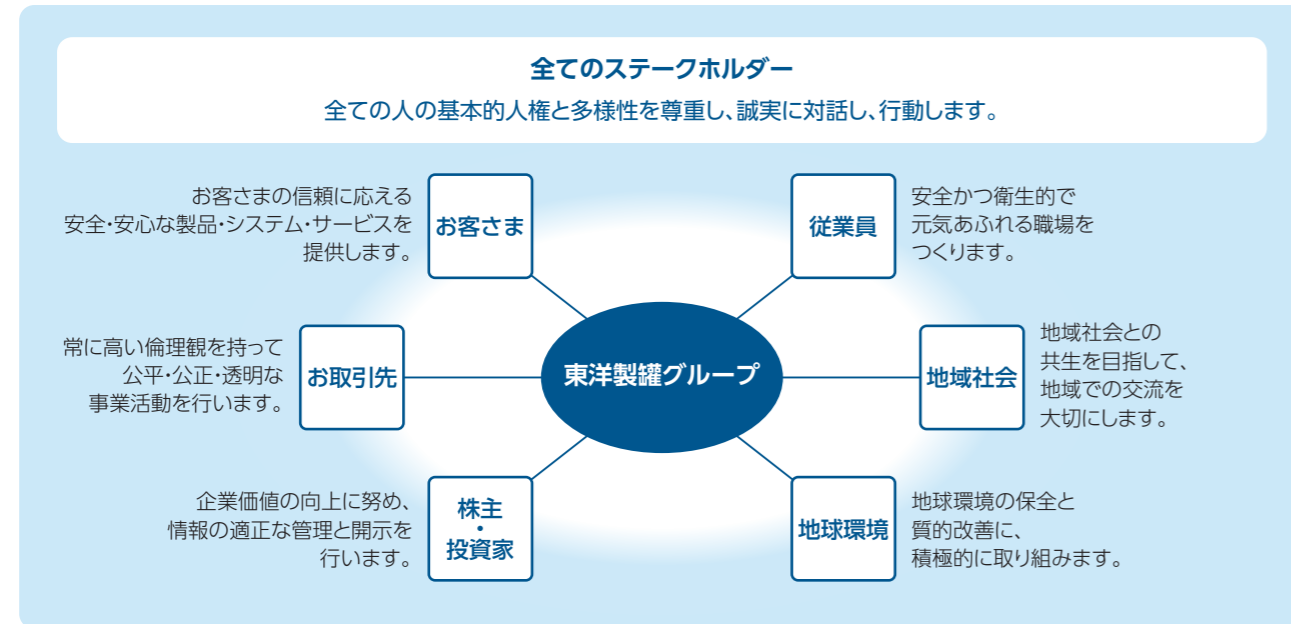 全てのステークホルダー
全ての人の基本的人権と多様性を尊重し、誠実に対話し、行動します。
お客さまの信頼に応える
安全・安心な製品・システム・サービスを
提供します。
お客さま
従業員
安全かつ衛生的で
元気あふれる職場を
つくります。
常に高い倫理観を持って
公平・公正・透明な
事業活動を行います。
お取引先
東洋製罐グループ
地域社会
地域社会との
共生を目指して、
地域での交流を
大切にします。
企業価値の向上に努め、
情報の適正な管理と開示を
行います。
株主
・
投資家
地球環境
地球環境の保全と
質的改善に、
積極的に取り組みます。